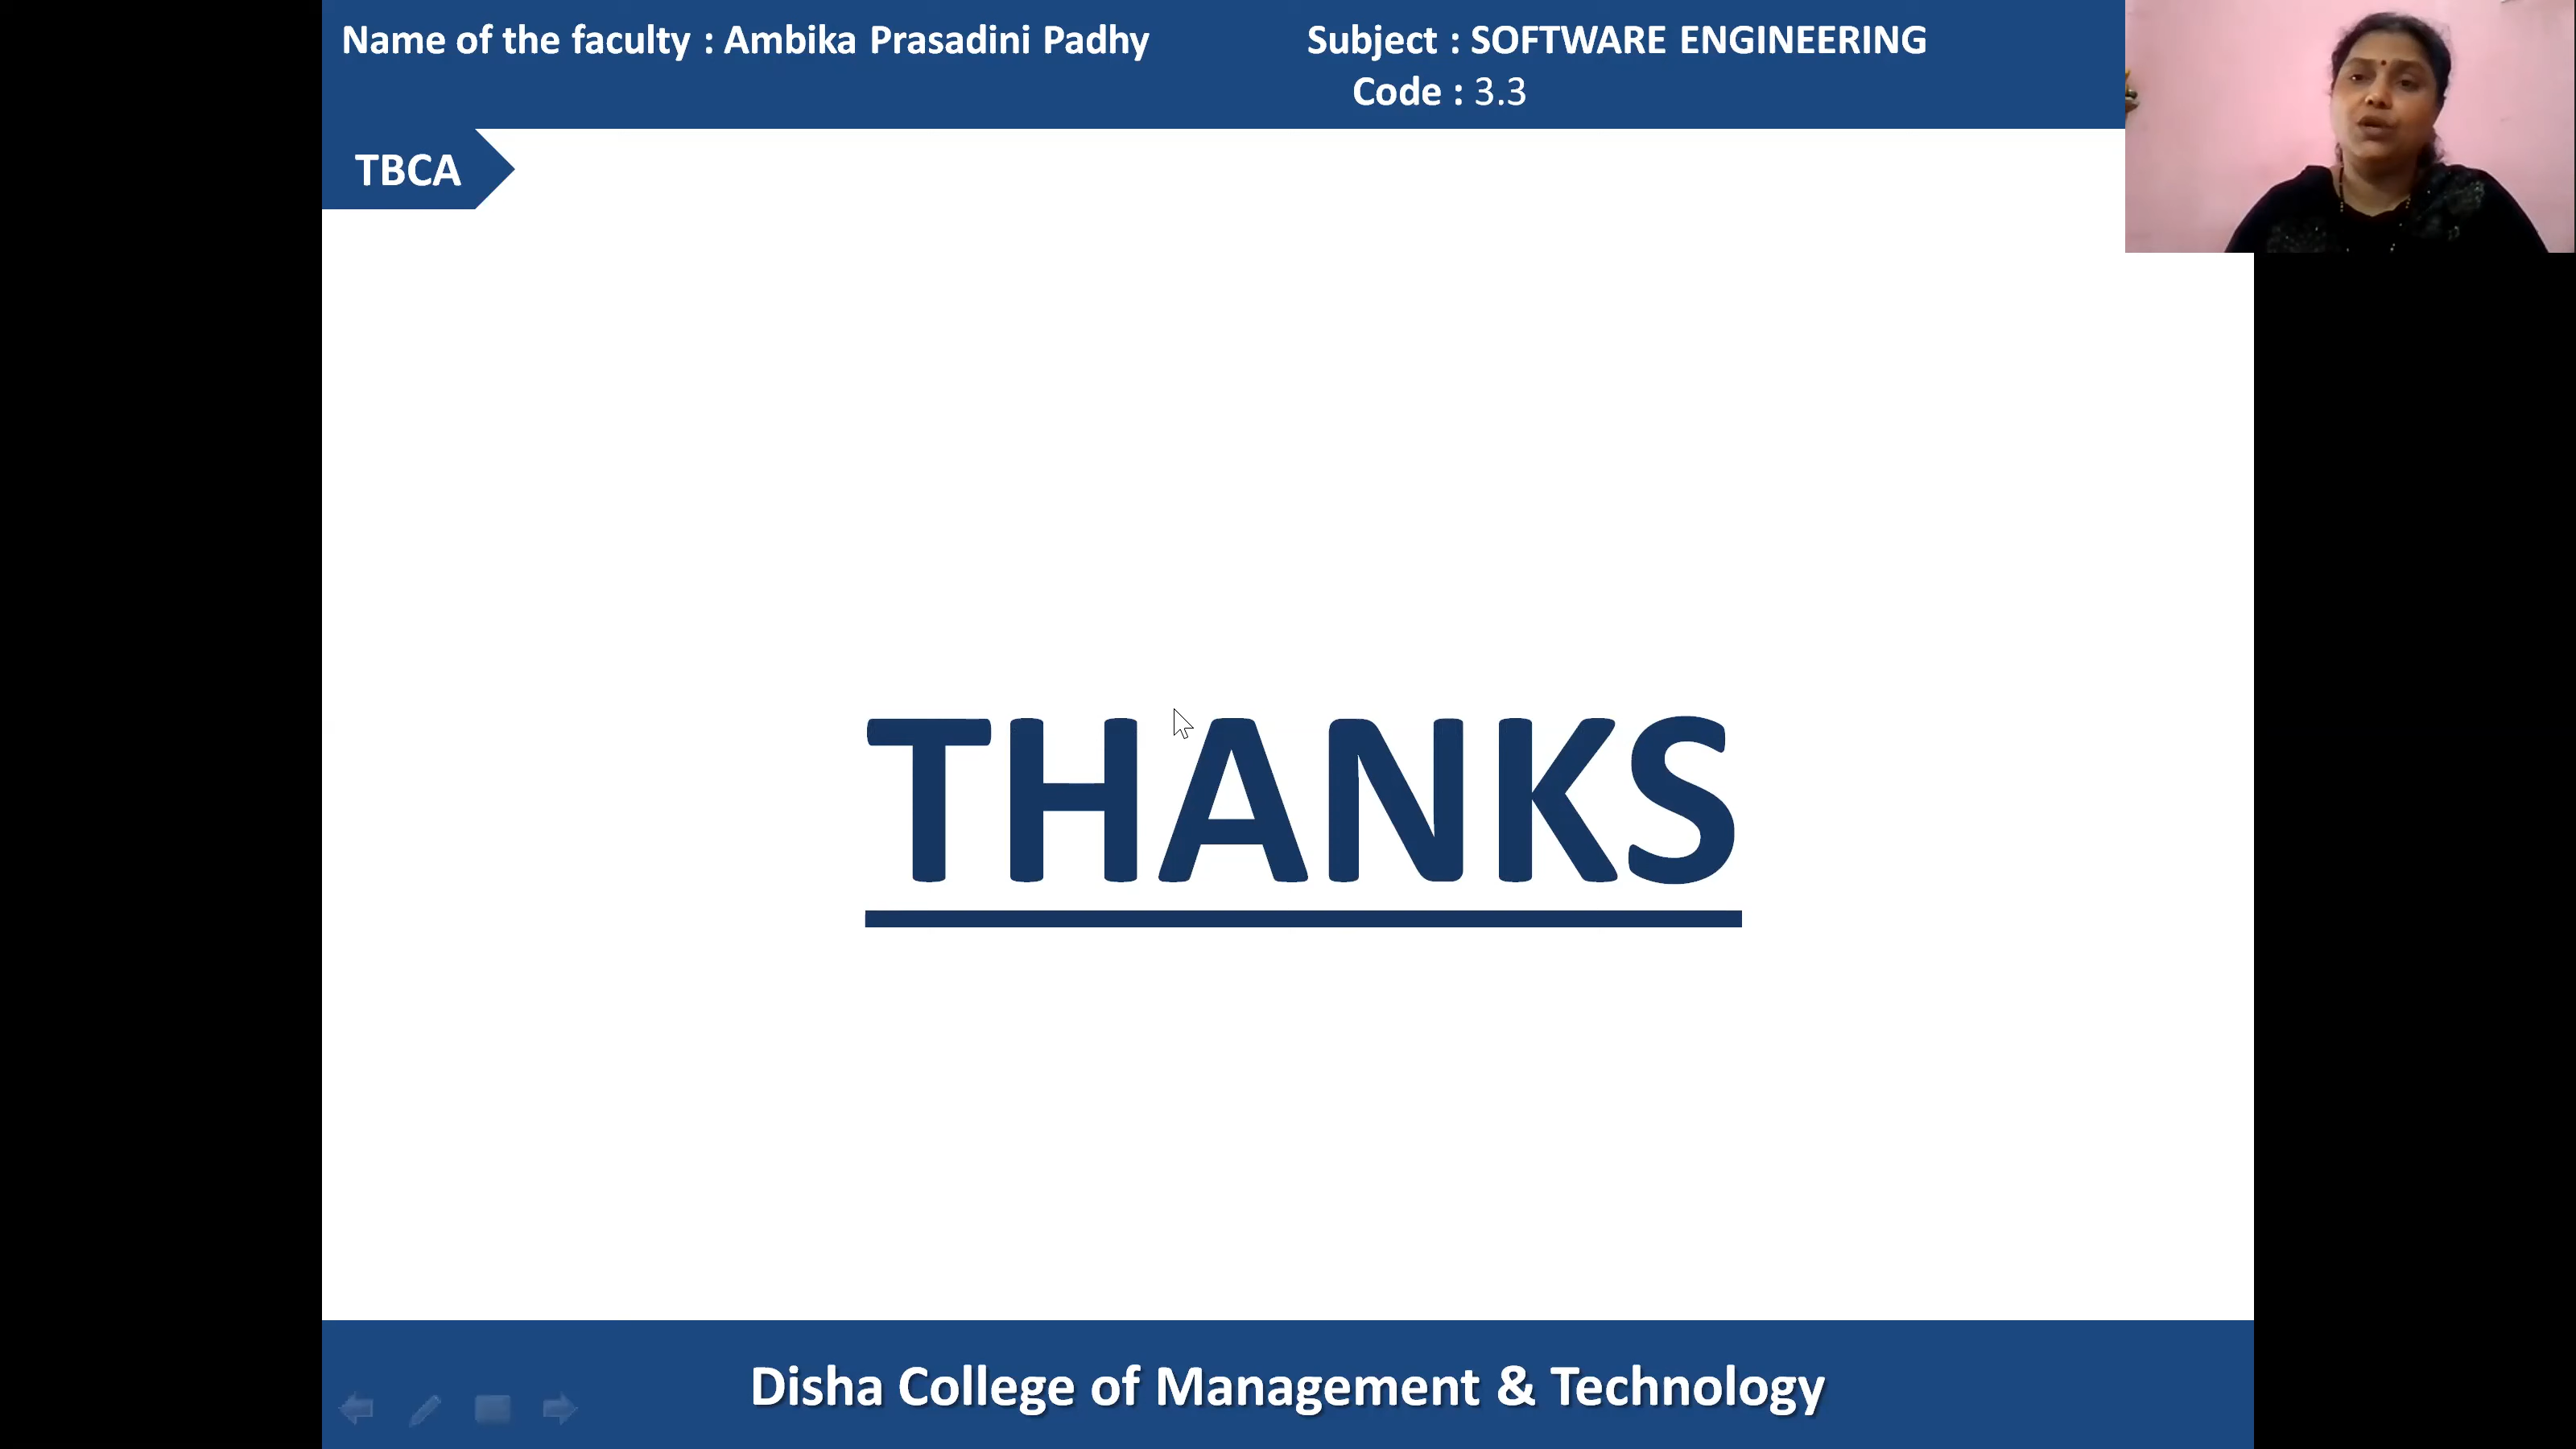 Name of the faculty : Ambika Prasadini Padhy
Subject : SOFTWARE ENGINEERING
Code : 3.3
TBCA
THANKS
Disha College of Management & Technology